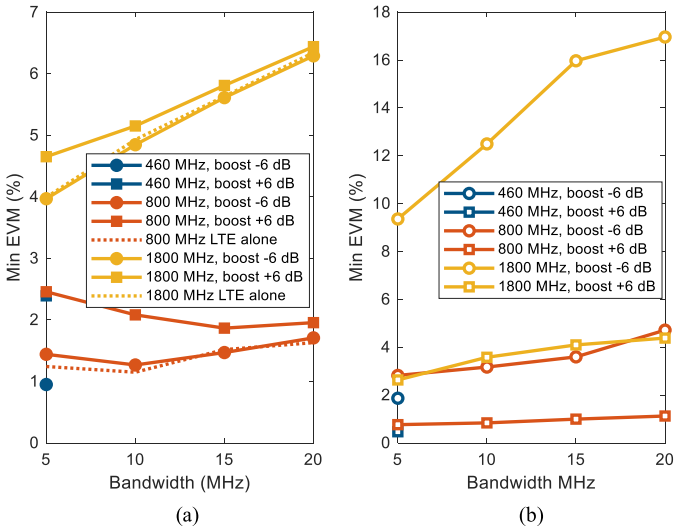 7
6
5
4
3
2
1
0
Min EVM (%)
460 MHz, boost -6 dB
460 MHz, boost +6 dB
800 MHz, boost -6 dB
800 MHz, boost +6 dB
800 MHz LTE alone
1800 MHz, boost -6 dB
1800 MHz, boost +6 dB
1800 MHz LTE alone
5
10
15
20
Bandwidth (MHz)
(a)
18
16
14
12
10
8
6
4
2
0
Min EVM (%)
460 MHz, boost -6 dB
460 MHz, boost +6 dB
800 MHz, boost -6 dB
800 MHz, boost +6 dB
1800 MHz, boost -6 dB
1800 MHz, boost +6 dB
5
10
15
20
Bandwidth MHz
(b)